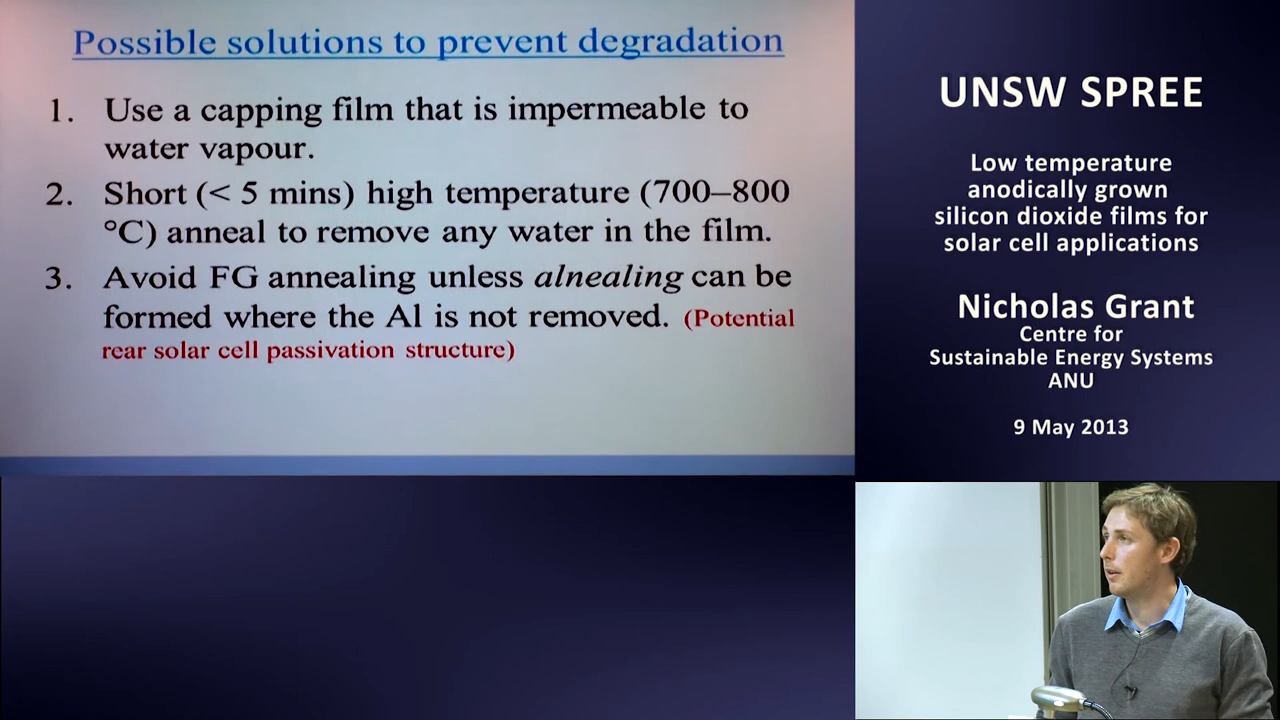 Possible solutions to prevent degradation
1. Use a capping film that is impermeable to
water vapour.
2. Short (< 5 mins) high temperature (700–800
°C) anneal to remove any water in the film.
3. Avoid FG annealing unless alnealing can be
formed where the Al is not removed. (Potential
rear solar cell passivation structure)
UNSW SPREE
Low temperature
anodically grown
silicon dioxide films for
solar cell applications
Nicholas Grant
Centre for
Sustainable Energy Systems
ANU
9 May 2013